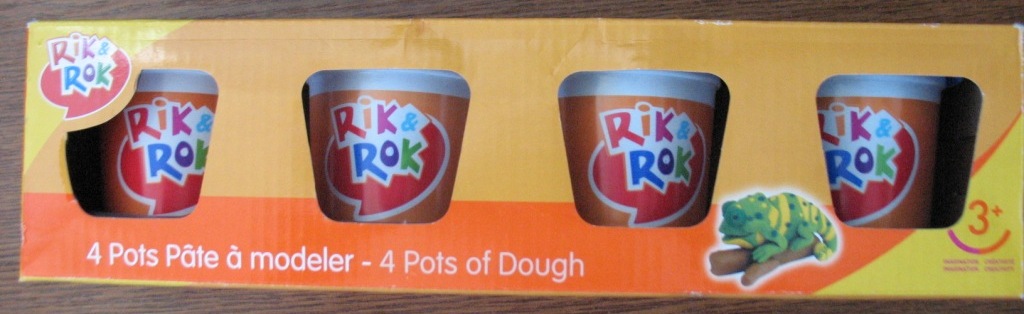 RiK &
ROK
RiK &
ROK
RiK &
ROK
RiK &
ROK
RiK &
ROK
4 Pots Pâte à modeler - 4 Pots of Dough
3+